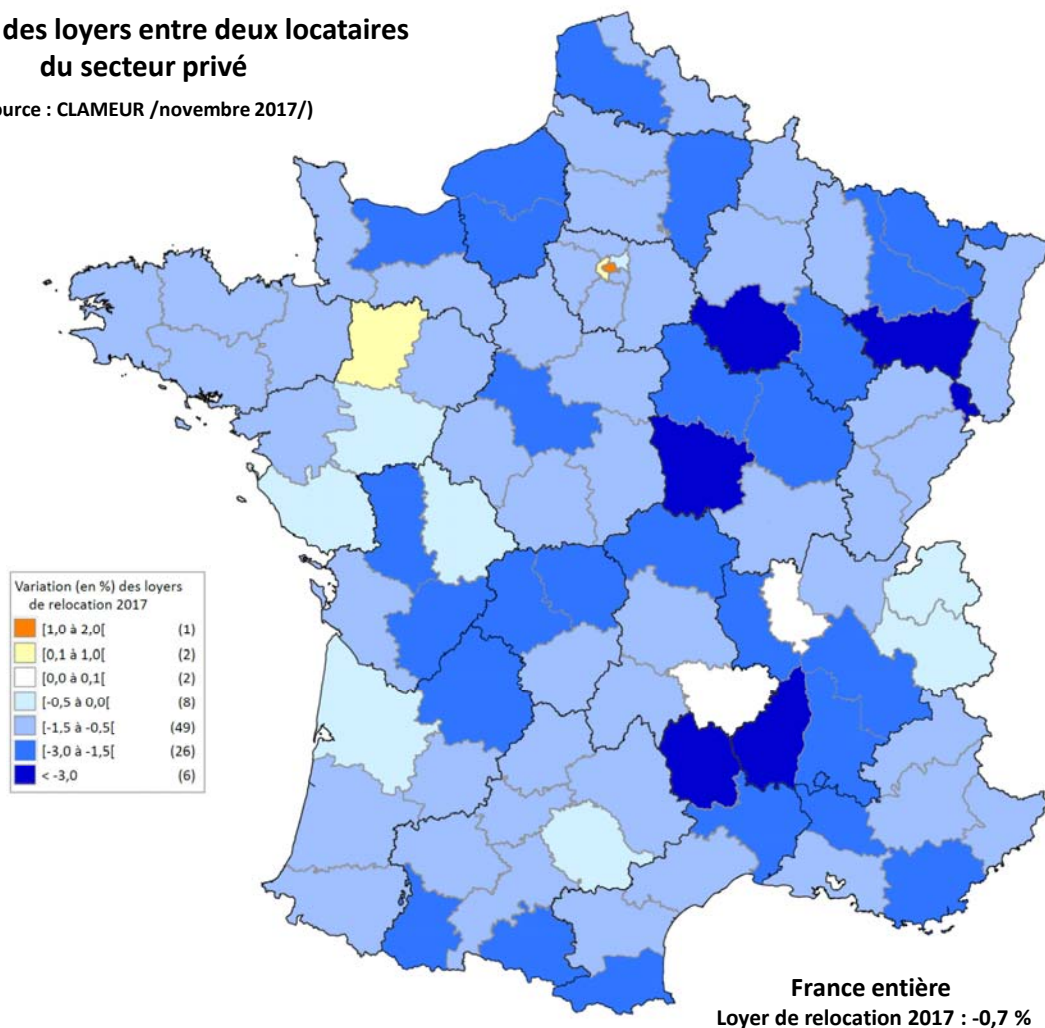 des loyers entre deux locataires
du secteur privé
ource : CLAMEUR /novembre 2017/)
Variation (en %) des loyers
de relocation 2017
[1,0 à 2,0[ (1)
[0,1 à 1,0[ (2)
[0,0 à 0,1[ (2)
[-0,5 à 0,0[ (8)
[-1,5 à -0,5[ (49)
[-3,0 à -1,5[ (26)
< -3,0 (6)
France entière
Loyer de relocation 2017 : -0,7 %